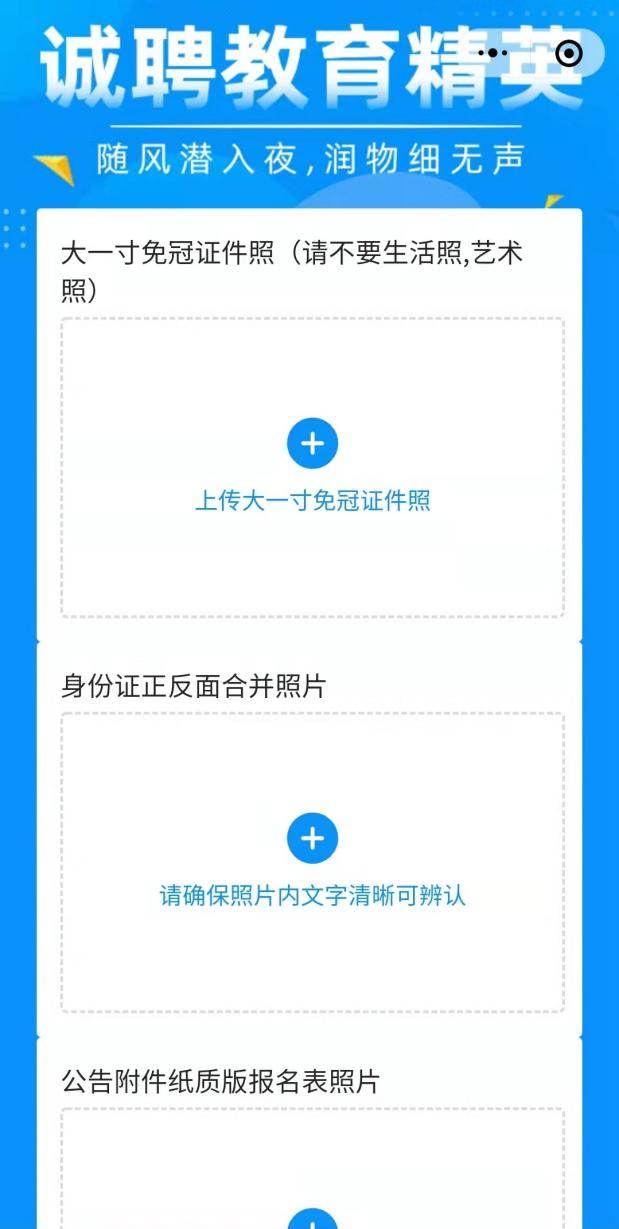 诚聘教育精英
随风潜入夜,润物细无声
大一寸免冠证件照（请不要生活照,艺术
照）
上传大一寸免冠证件照
身份证正反面合并照片
请确保照片内文字清晰可辨认
公告附件纸质版报名表照片